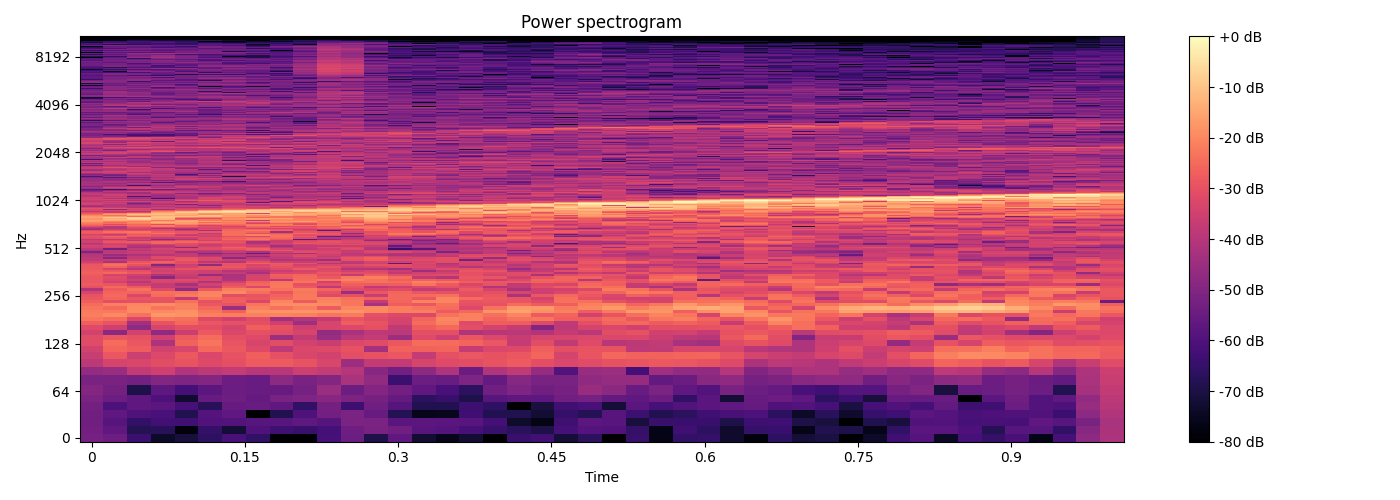 Power spectrogram
Hz
8192
4096
2048
1024
512
256
128
64
0
0 0.15 0.3 0.45 0.6 0.75 0.9
Time
+0 dB
-10 dB
-20 dB
-30 dB
-40 dB
-50 dB
-60 dB
-70 dB
-80 dB